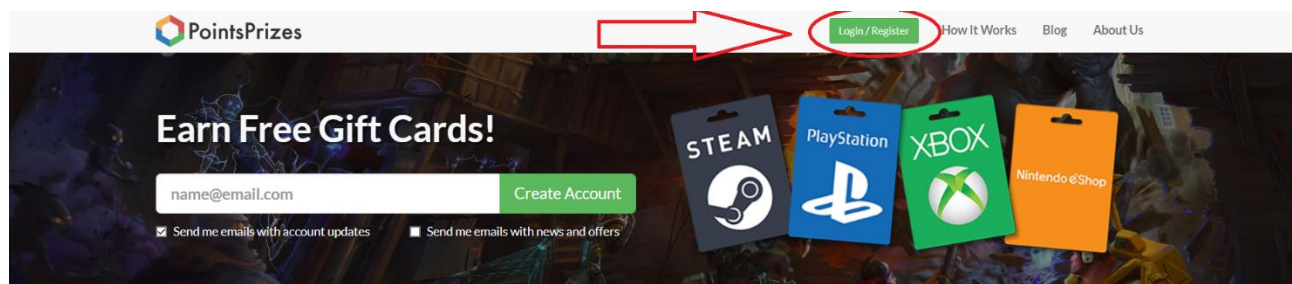 PointsPrizes
Login / Register
How It Works
Blog
About Us
Earn Free Gift Cards!
STEAM
PlayStation
XBOX
Nintendo eShop
name@email.com
Create Account
Send me emails with account updates
Send me emails with news and offers